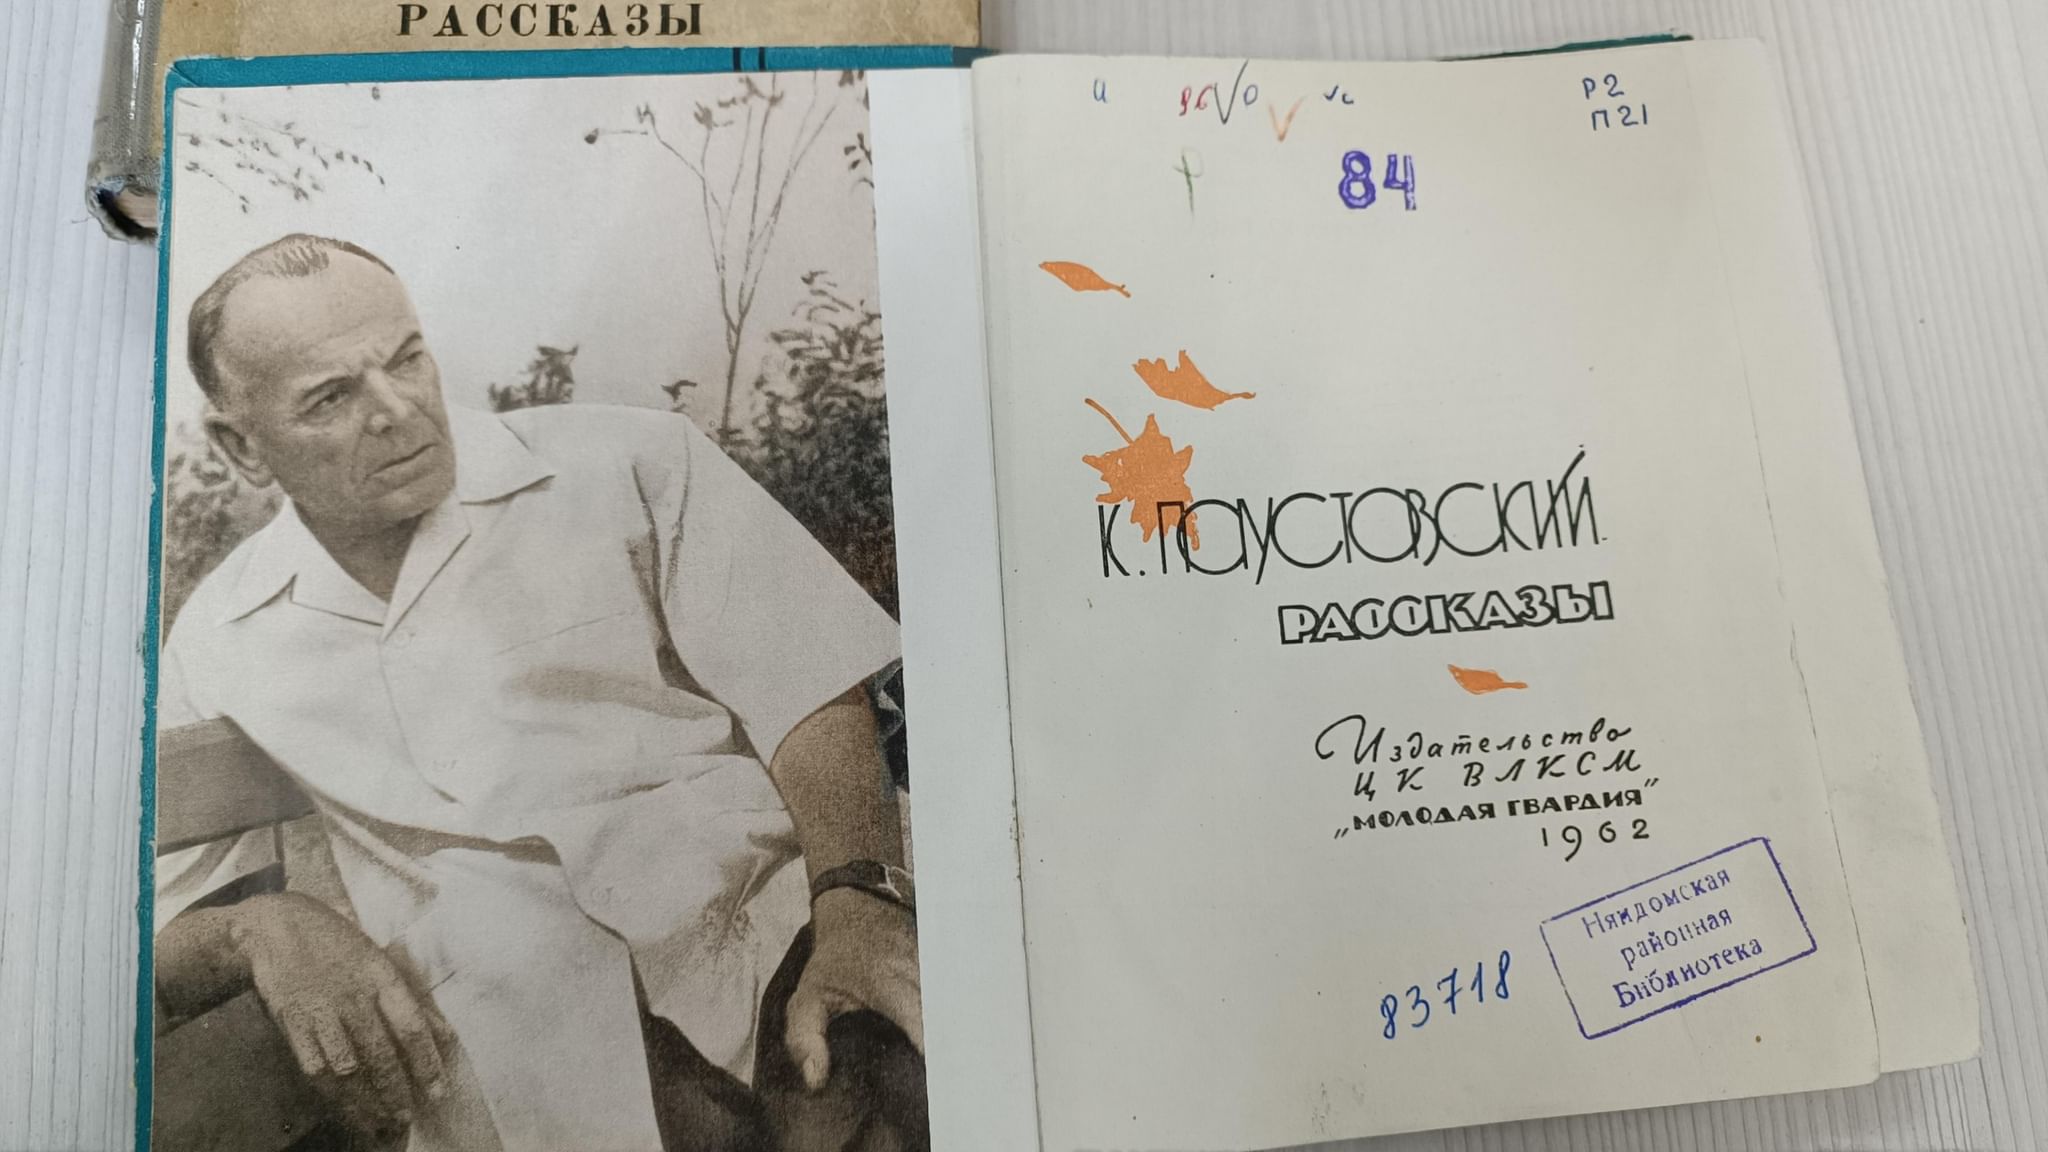 РАССКАЗЫ
Р2
П21
84
К. ПАУСТОВСКИЙ
РАССКАЗЫ
Издательство
ЦК ВЛКСМ
„МОЛОДАЯ ГВАРДИЯ"
1962
Няндомская
районная
Библиотека
83718